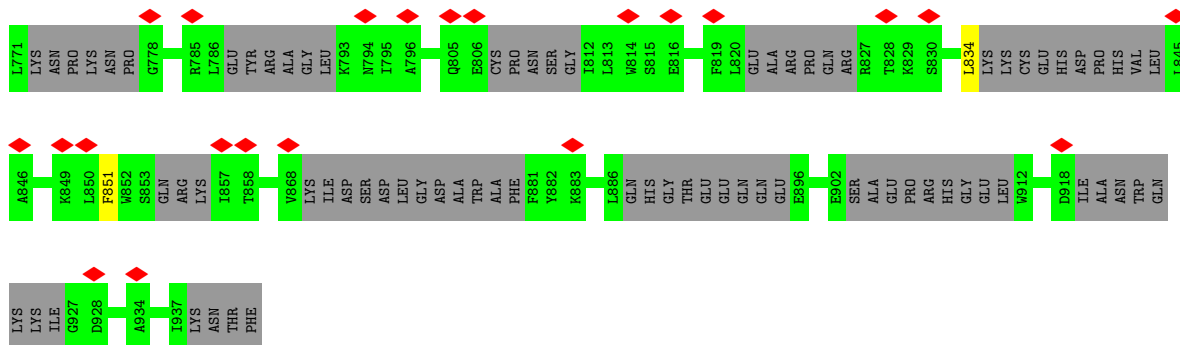 L771 LYS ASN PRO LYS ASN PRO G778 R785 L786 GLU TYR ARG ALA GLY LEU K793 N794 I795 A796 Q805 E806 CYS PRO ASN SER GLY I812 L813 W814 S815 E816 F819 L820 GLU ALA ARG PRO GLN ARG R827 T828 K829 S830 L834 LYS LYS CYS GLU HIS ASP PRO HIS VAL LEU L845
A846 K849 L850 F851 W852 S853 GLN ARG LYS I857 T858 V868 LYS ILE ASP SER ASP LEU GLY ASP ALA TRP ALA PHE F881 Y882 K883 L886 GLN HIS GLY THR GLU GLU GLN GLN GLU E896 E902 SER ALA GLU PRO ARG HIS GLY GLU LEU W912 D918 ILE ALA ASN TRP GLN
LYS LYS ILE G927 D928 A934 I937 LYS ASN THR PHE